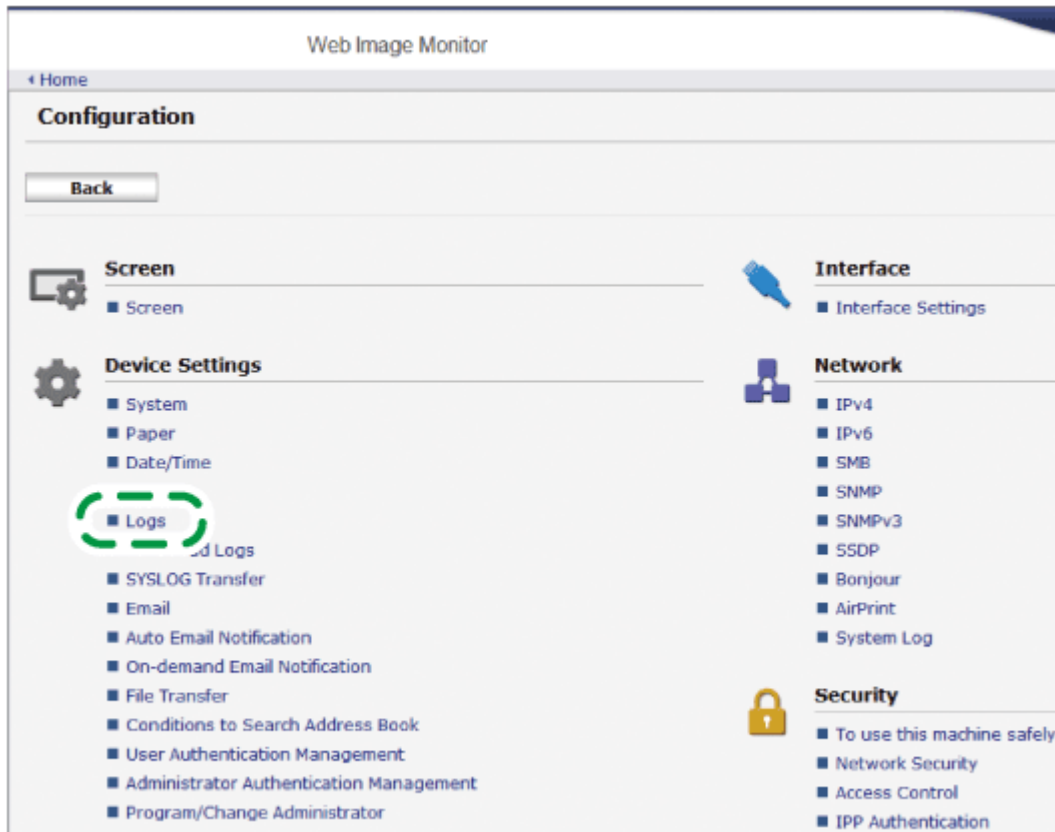 Web Image Monitor
Home
Configuration
Back
Screen
Screen
Device Settings
System
Paper
Date/Time
Logs
Logs
SYSLOG Transfer
Email
Auto Email Notification
On-demand Email Notification
File Transfer
Conditions to Search Address Book
User Authentication Management
Administrator Authentication Management
Program/Change Administrator
Interface
Interface Settings
Network
IPv4
IPv6
SMB
SNMP
SNMPv3
SSDP
Bonjour
AirPrint
System Log
Security
To use this machine safely
Network Security
Access Control
IPP Authentication